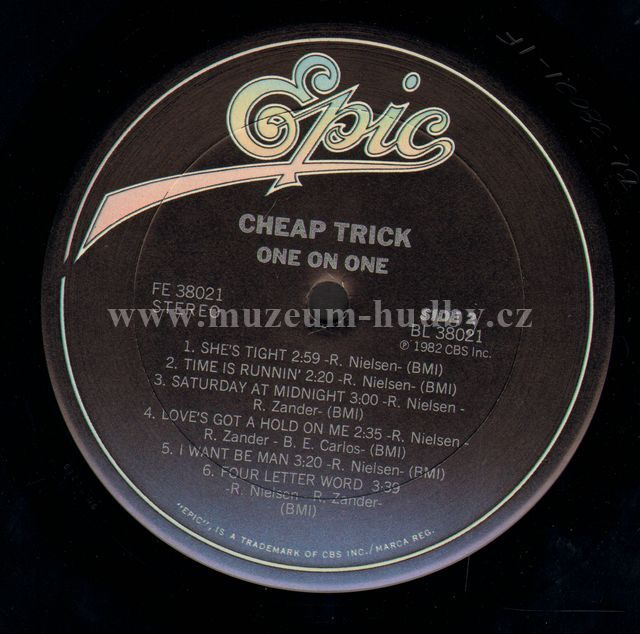 Epic
CHEAP TRICK
ONE ON ONE
FE 38021
STEREO
SIDE 2
BL 38021
℗ 1982 CBS Inc.
www.muzeum-hudby.cz
1. SHE'S TIGHT 2:59 -R. Nielsen- (BMI)
2. TIME IS RUNNIN' 2:20 -R. Nielsen- (BMI)
3. SATURDAY AT MIDNIGHT 3:00 -R. Nielsen -
R. Zander- (BMI)
4. LOVE'S GOT A HOLD ON ME 2:35 -R. Nielsen -
R. Zander - B. E. Carlos- (BMI)
5. I WANT BE MAN 3:20 -R. Nielsen- (BMI)
6. FOUR LETTER WORD 3:39
-R. Nielsen - R. Zander-
(BMI)
"EPIC", IS A TRADEMARK OF CBS INC./MARCA REG.